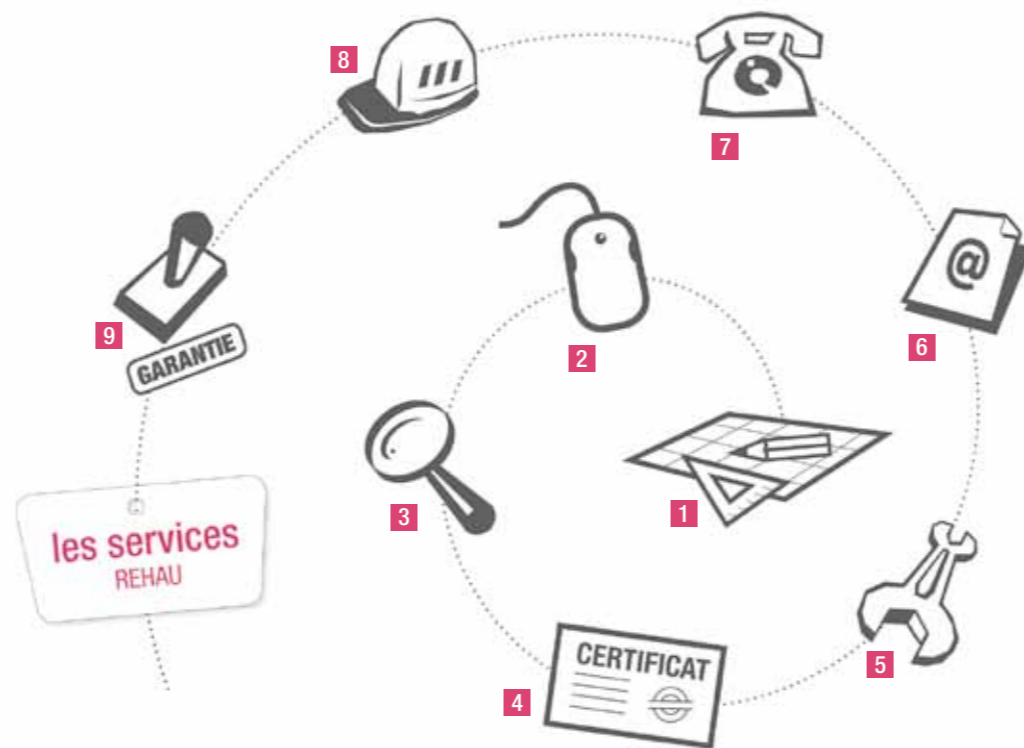 8
7
9
GARANTIE
2
6
@
3
1
les services
REHAU
5
4
CERTIFICAT